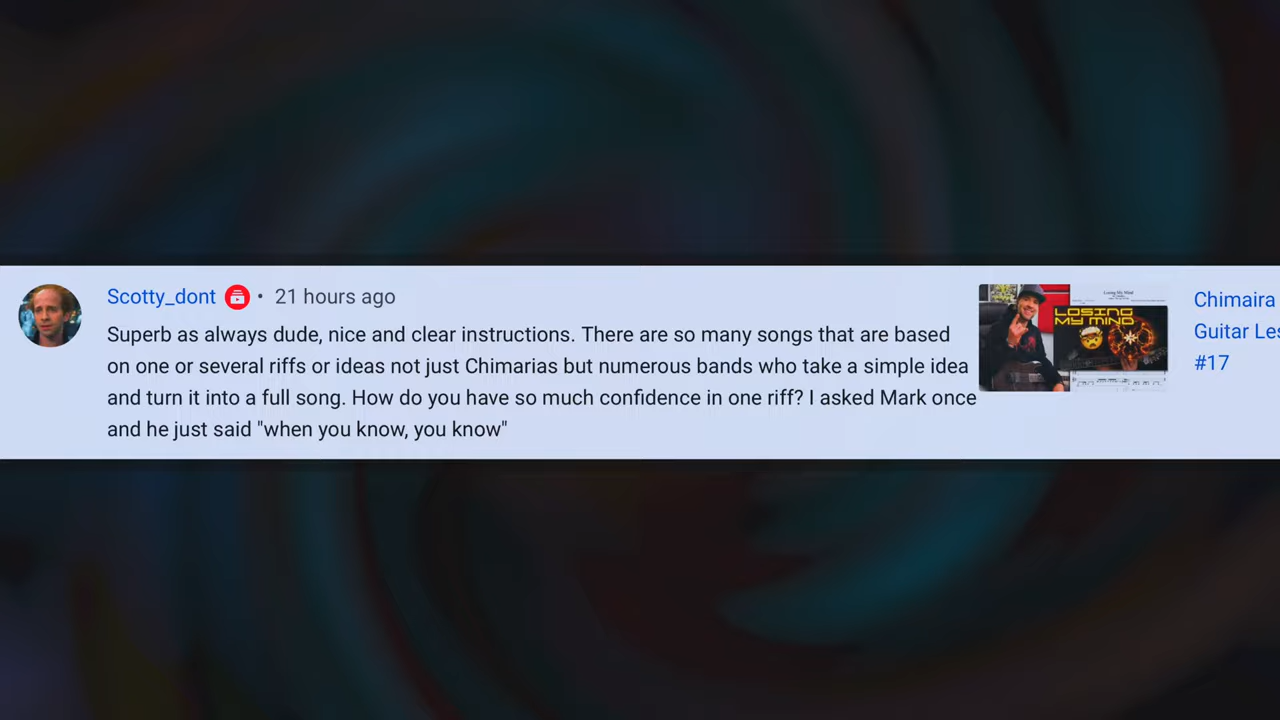 Scotty_dont • 21 hours ago
Superb as always dude, nice and clear instructions. There are so many songs that are based
on one or several riffs or ideas not just Chimarias but numerous bands who take a simple idea
and turn it into a full song. How do you have so much confidence in one riff? I asked Mark once
and he just said "when you know, you know"
Losing My Mind
LOSING
MY MIND
Chimaira
Guitar Les
#17